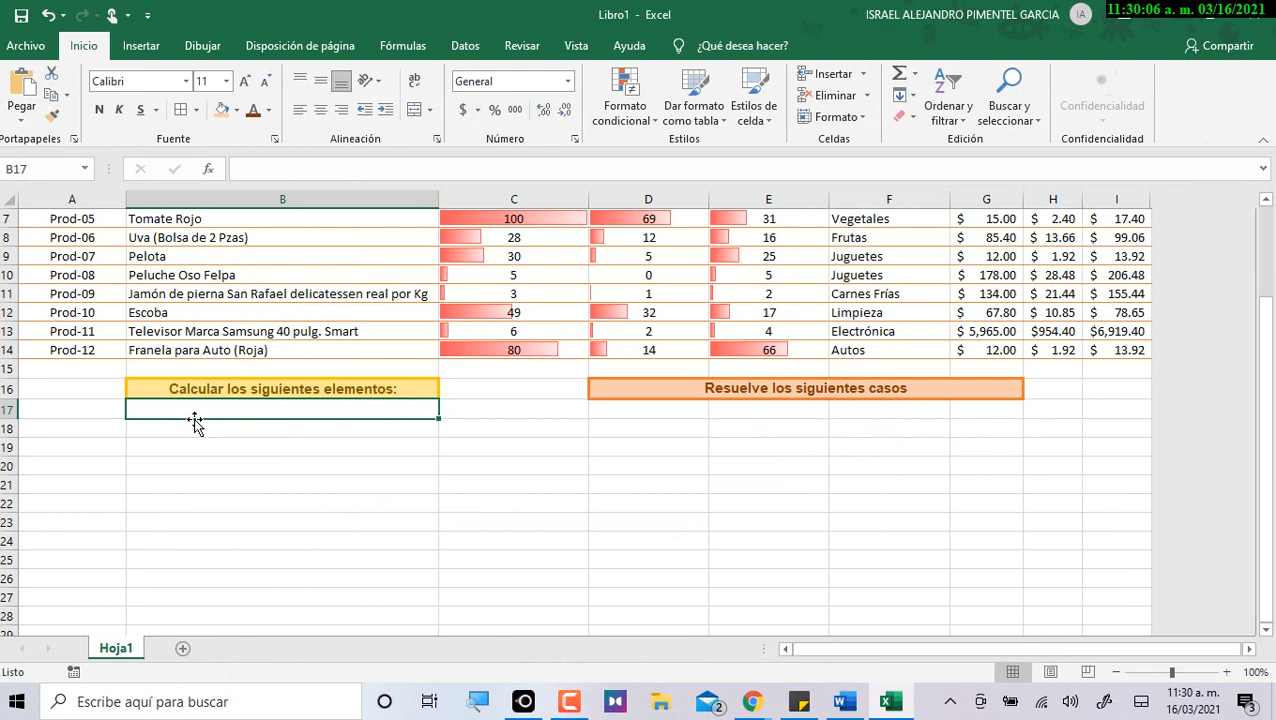 Libro1 - Excel
ISRAEL ALEJANDRO PIMENTEL GARCIA
IA
11:30:06 a. m. 03/16/2021
Archivo Inicio Insertar Dibujar Disposición de página Fórmulas Datos Revisar Vista Ayuda ¿Qué desea hacer? Compartir
Pegar
Calibri 11
N K S
General
$ % 000
Formato condicional
Dar formato como tabla
Estilos de celda
Insertar
Eliminar
Formato
Ordenar y filtrar
Buscar y seleccionar
Confidencialidad
Portapapeles Fuente Alineación Número Estilos Celdas Edición Confidencialidad
B17 fx
A B C D E F G H I
7 Prod-05 Tomate Rojo 100 69 31 Vegetales $ 15.00 $ 2.40 $ 17.40
8 Prod-06 Uva (Bolsa de 2 Pzas) 28 12 16 Frutas $ 85.40 $ 13.66 $ 99.06
9 Prod-07 Pelota 30 5 25 Juguetes $ 12.00 $ 1.92 $ 13.92
10 Prod-08 Peluche Oso Felpa 5 0 5 Juguetes $ 178.00 $ 28.48 $ 206.48
11 Prod-09 Jamón de pierna San Rafael delicatessen real por Kg 3 1 2 Carnes Frías $ 134.00 $ 21.44 $ 155.44
12 Prod-10 Escoba 49 32 17 Limpieza $ 67.80 $ 10.85 $ 78.65
13 Prod-11 Televisor Marca Samsung 40 pulg. Smart 6 2 4 Electrónica $ 5,965.00 $954.40 $6,919.40
14 Prod-12 Franela para Auto (Roja) 80 14 66 Autos $ 12.00 $ 1.92 $ 13.92
15
16 Calcular los siguientes elementos: Resuelve los siguientes casos
17
18
19
20
21
22
23
24
25
26
27
28
29
Hoja1
Listo
100%
Escribe aquí para buscar
2
11:30 a. m.
16/03/2021
3